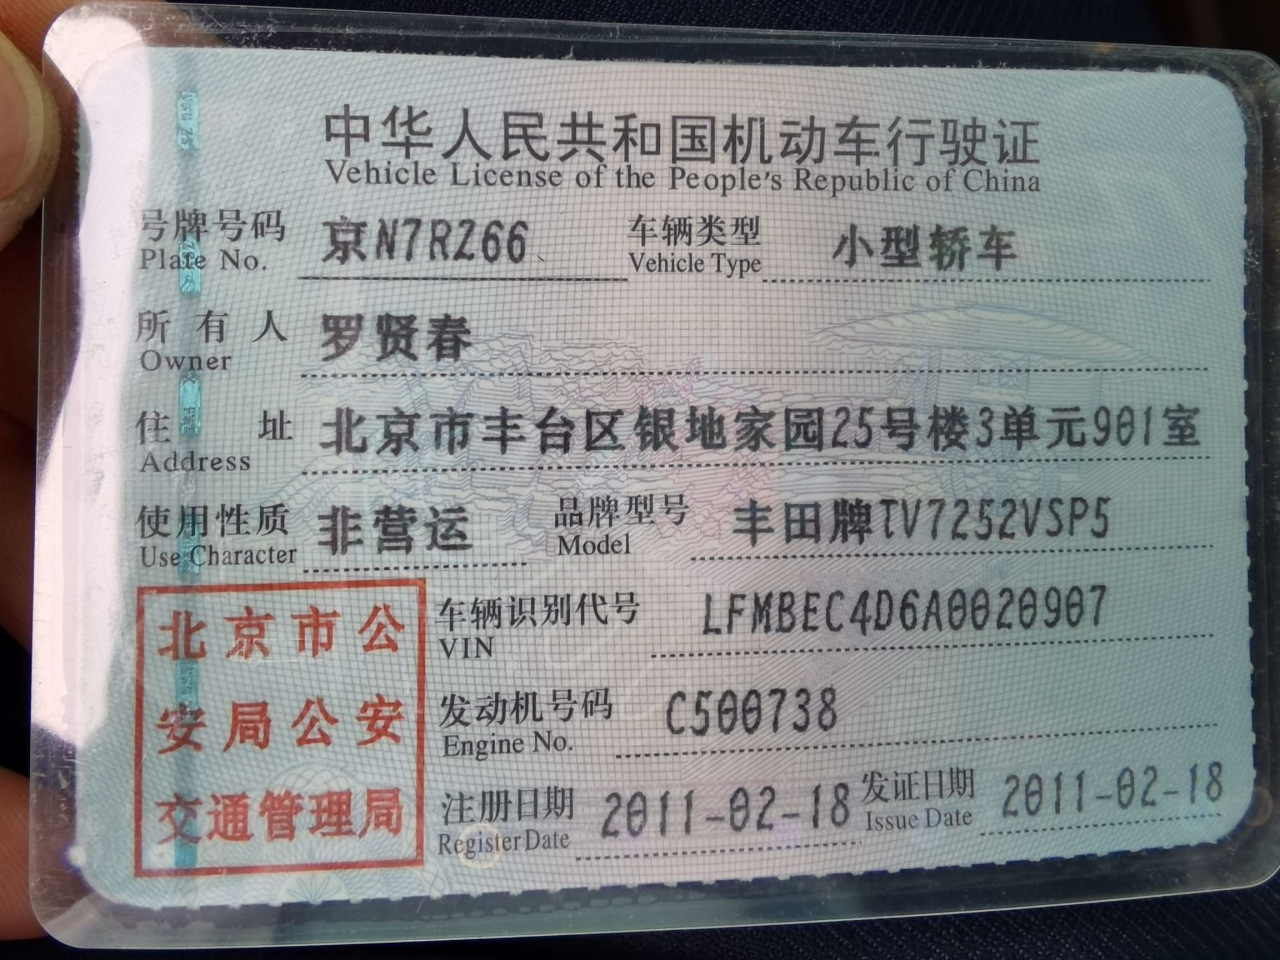 中华人民共和国机动车行驶证
Vehicle License of the People's Republic of China
号牌号码 京N7RZ66 车辆类型 小型轿车
Plate No. Vehicle Type
所有人 罗贤春
Owner
住址 北京市丰台区银地家园25号楼3单元901室
Address
使用性质 非营运 品牌型号 丰田牌TV7252VSP5
Use Character Model
北京市公
安局公安
交通管理局
车辆识别代号 LFMBEC4D6A0020907
VIN
发动机号码 C500738
Engine No.
注册日期 2011-02-18 发证日期 2011-02-18
Register Date Issue Date